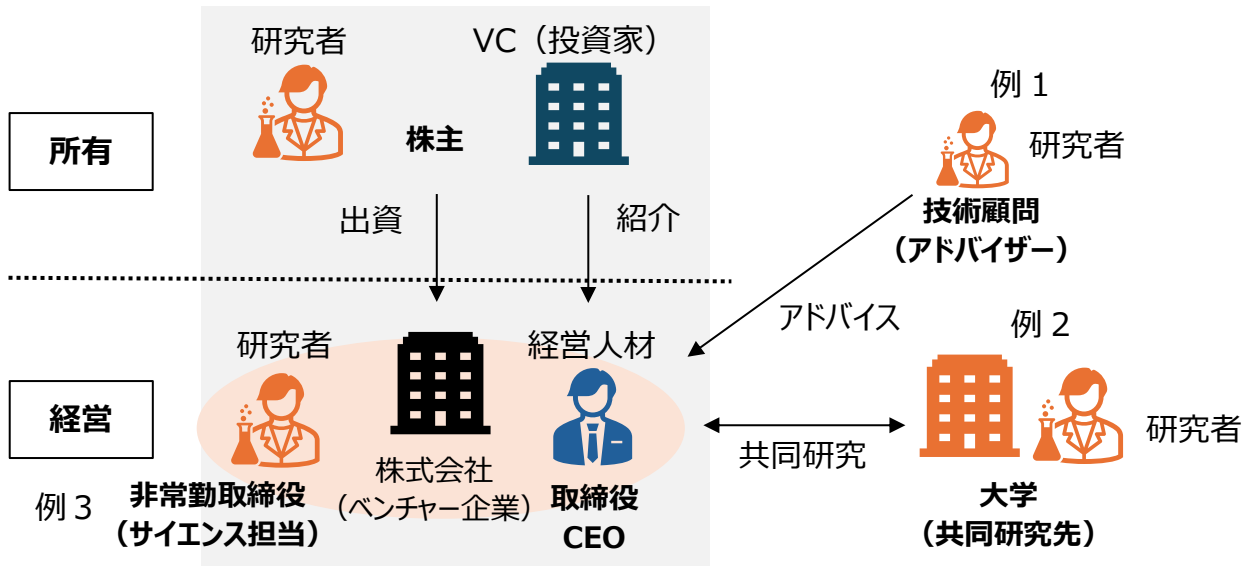 研究者
VC（投資家）
所有
株主
例１
研究者
技術顧問
（アドバイザー）
出資
紹介
アドバイス
例２
研究者
経営人材
経営
共同研究
研究者
例３
非常勤取締役
（サイエンス担当）
株式会社
（ベンチャー企業）
取締役
CEO
大学
（共同研究先）